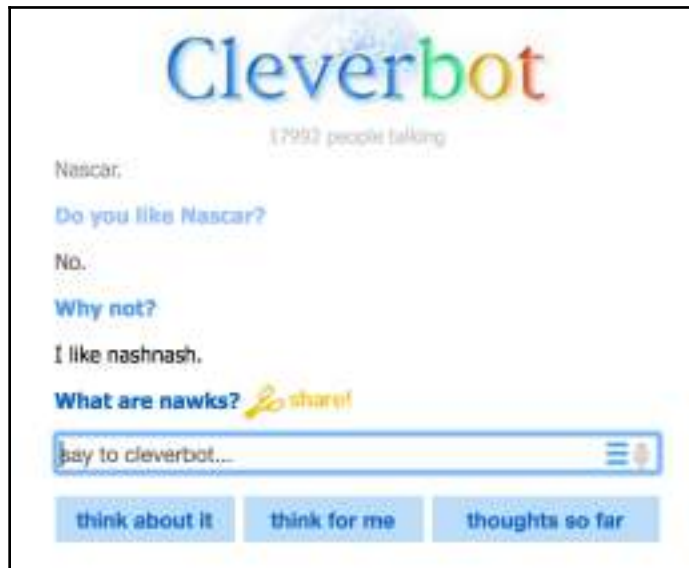 Cleverbot
17992 people talking
Nascar.
Do you like Nascar?
No.
Why not?
I like nashnash.
What are nawks? share!
say to cleverbot...
think about it think for me thoughts so far